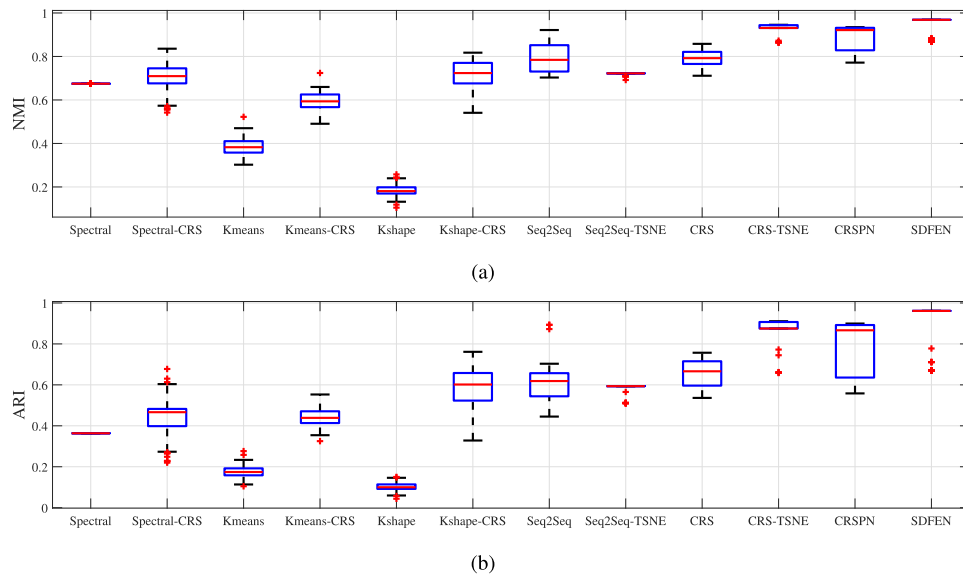 1
0.8
0.6
0.4
0.2
NMI
Spectral Spectral-CRS Kmeans Kmeans-CRS Kshape Kshape-CRS Seq2Seq Seq2Seq-TSNE CRS CRS-TSNE CRSPN SDFEN
(a)
1
0.8
0.6
0.4
0.2
0
ARI
Spectral Spectral-CRS Kmeans Kmeans-CRS Kshape Kshape-CRS Seq2Seq Seq2Seq-TSNE CRS CRS-TSNE CRSPN SDFEN
(b)